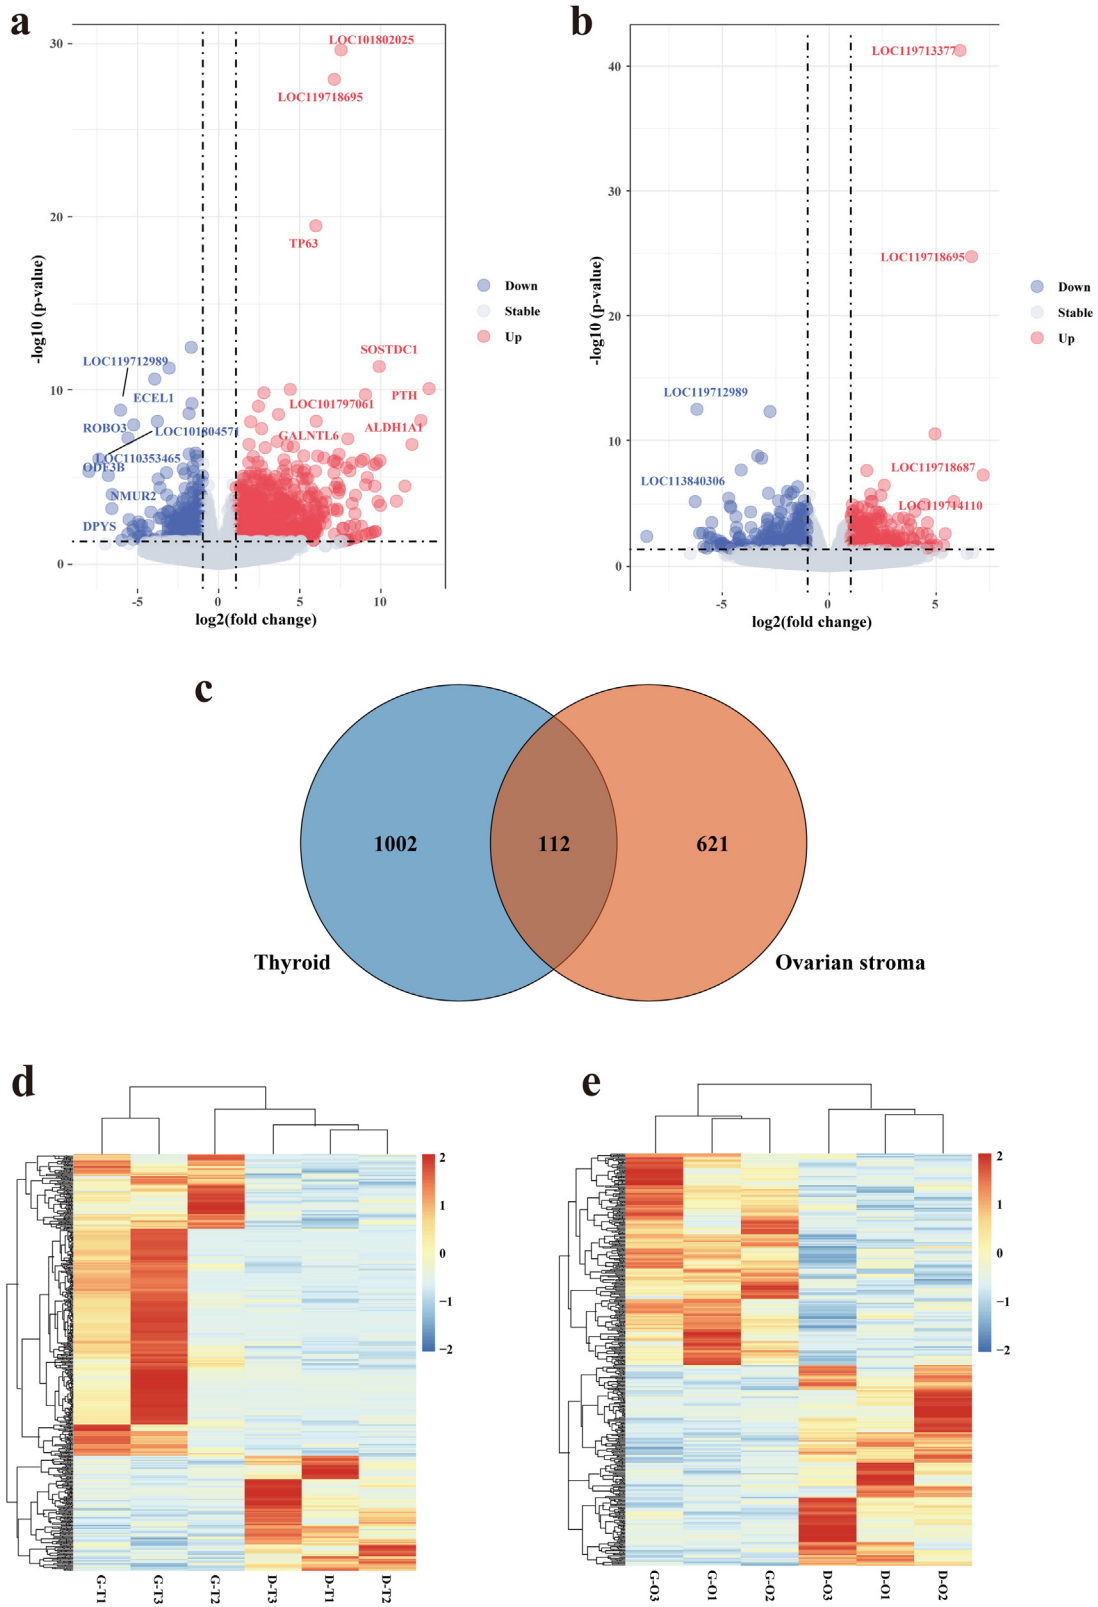 a
30
20
10
0
-log10 (p-value)
LOC101802025
LOC119718695
TP63
SOSTDC1
LOC119712989
ECEL1
PTH
LOC101797061
ROBO3
LOC101804571
ALDH1A1
GALNTL6
LOC110353465
ODF3B
NMUR2
DPYS
-5
0
5
10
log2(fold change)
Down
Stable
Up
b
40
30
20
10
0
-log10 (p-value)
LOC119713377
LOC119718695
LOC119712989
LOC119718687
LOC113840306
LOC119714110
-5
0
5
log2(fold change)
Down
Stable
Up
c
1002
112
621
Thyroid
Ovarian stroma
d
2
1
0
−1
−2
G-T1
G-T3
G-T2
D-T3
D-T1
D-T2
e
2
1
0
−1
−2
G-O3
G-O1
G-O2
D-O3
D-O1
D-O2